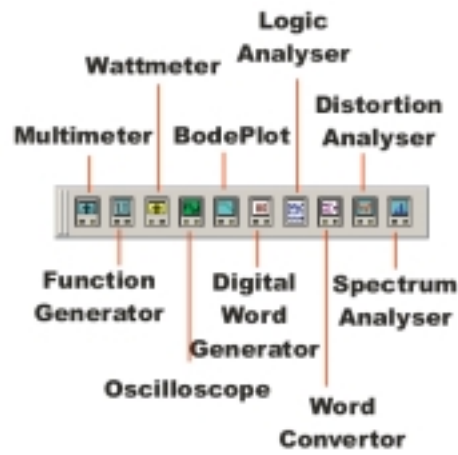 Logic
Analyser
Wattmeter
Distortion
Analyser
Multimeter
BodePlot
Function
Generator
Digital
Word
Generator
Spectrum
Analyser
Oscilloscope
Word
Convertor